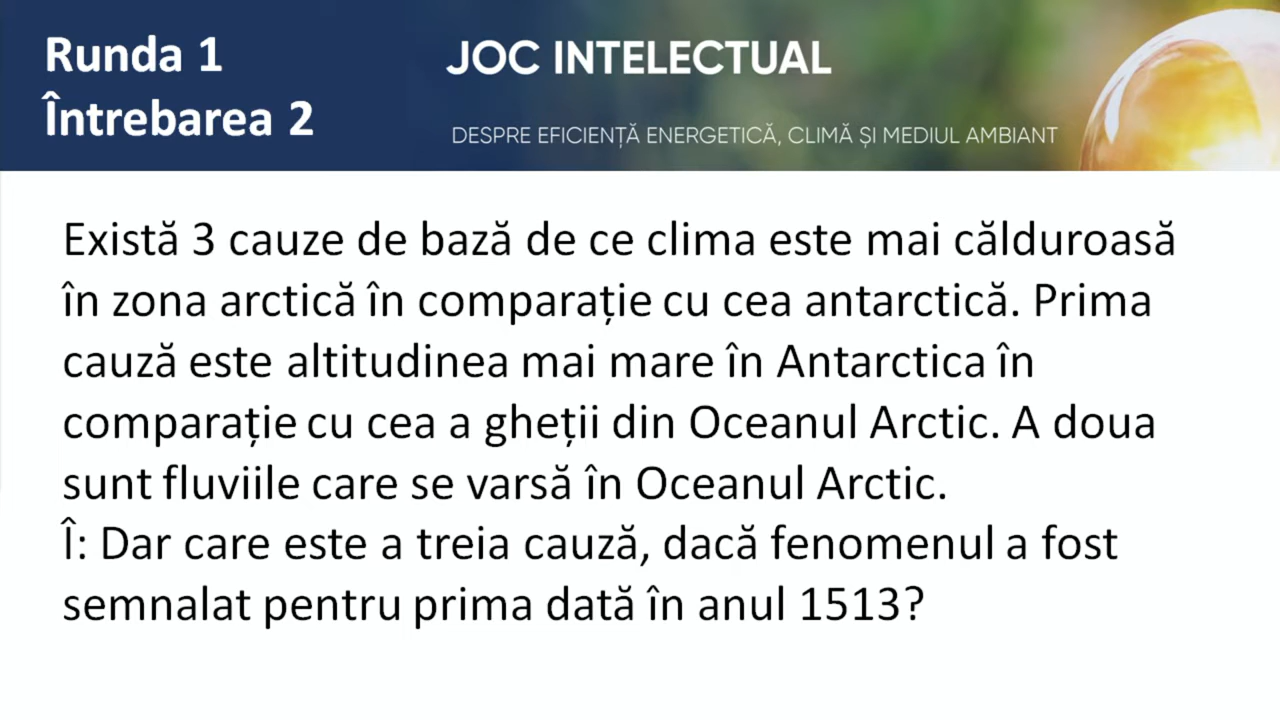 Runda 1
Întrebarea 2
JOC INTELECTUAL
DESPRE EFICIENȚĂ ENERGETICĂ, CLIMĂ ȘI MEDIUL AMBIANT
Există 3 cauze de bază de ce clima este mai călduroasă
în zona arctică în comparație cu cea antarctică. Prima
cauză este altitudinea mai mare în Antarctica în
comparație cu cea a gheții din Oceanul Arctic. A doua
sunt fluviile care se varsă în Oceanul Arctic.
Î: Dar care este a treia cauză, dacă fenomenul a fost
semnalat pentru prima dată în anul 1513?